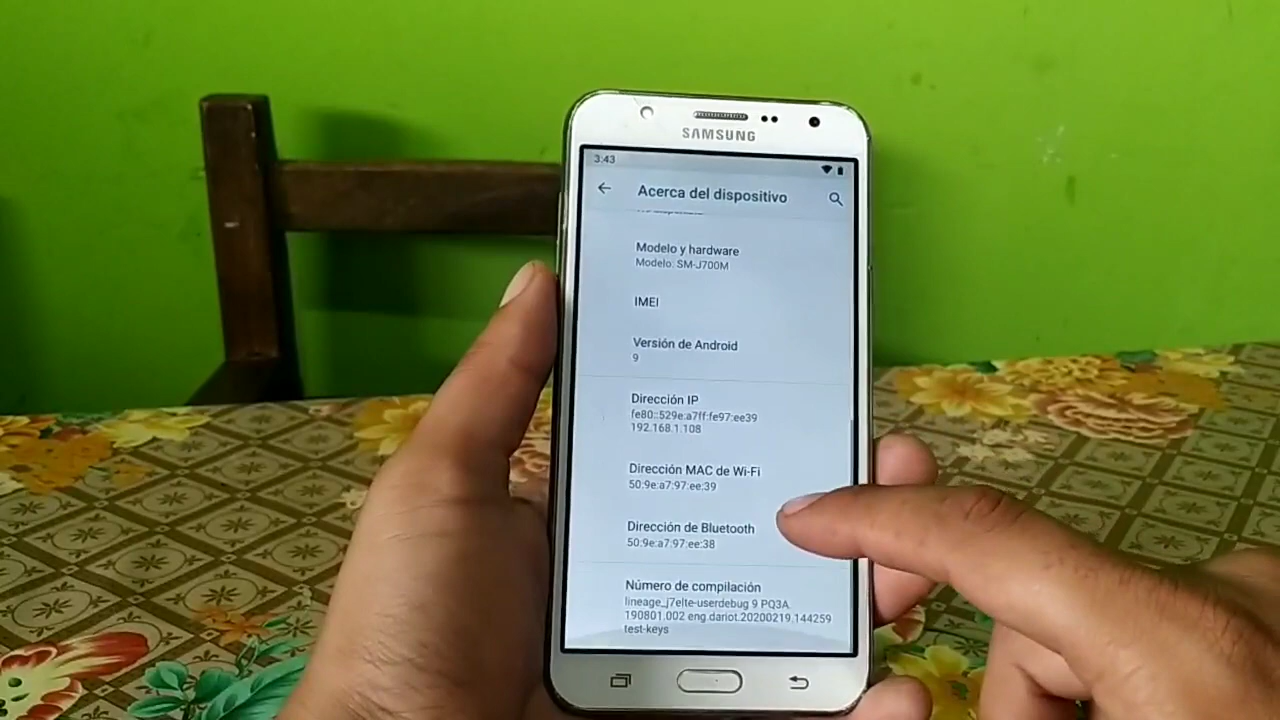 SAMSUNG
3:43
Acerca del dispositivo
Modelo y hardware
Modelo: SM-J700M
IMEI
Versión de Android
9
Dirección IP
fe80::529e:a7ff:fe97:ee39
192.168.1.108
Dirección MAC de Wi-Fi
50:9e:a7:97:ee:39
Dirección de Bluetooth
50:9e:a7:97:ee:38
Número de compilación
lineage_j7elte-userdebug 9 PQ3A.
190801.002 eng.dariot.20200219.144259
test-keys